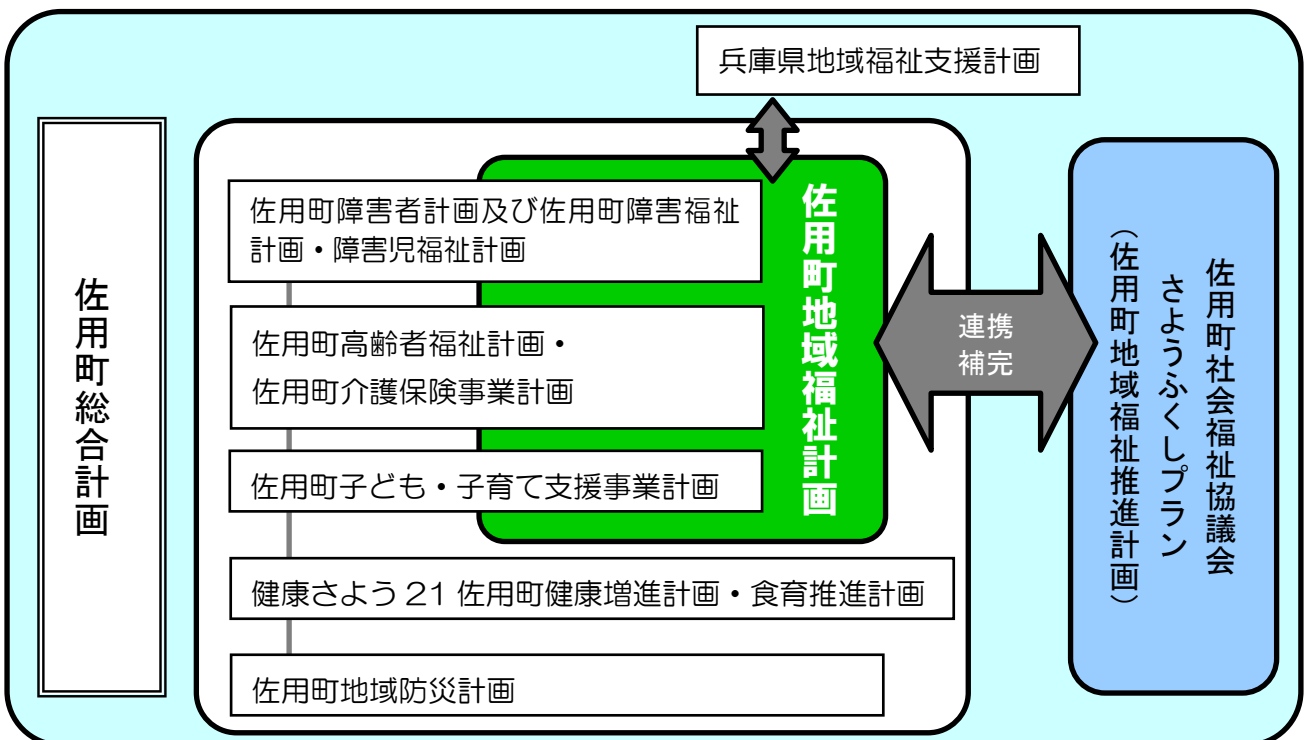 兵庫県地域福祉支援計画
佐用町総合計画
佐用町障害者計画及び佐用町障害福祉
計画・障害児福祉計画
佐用町高齢者福祉計画・
佐用町介護保険事業計画
佐用町子ども・子育て支援事業計画
健康さよう 21 佐用町健康増進計画・食育推進計画
佐用町地域防災計画
佐用町地域福祉計画
連携
補完
佐用町社会福祉協議会
さようふくしプラン
（佐用町地域福祉推進計画）